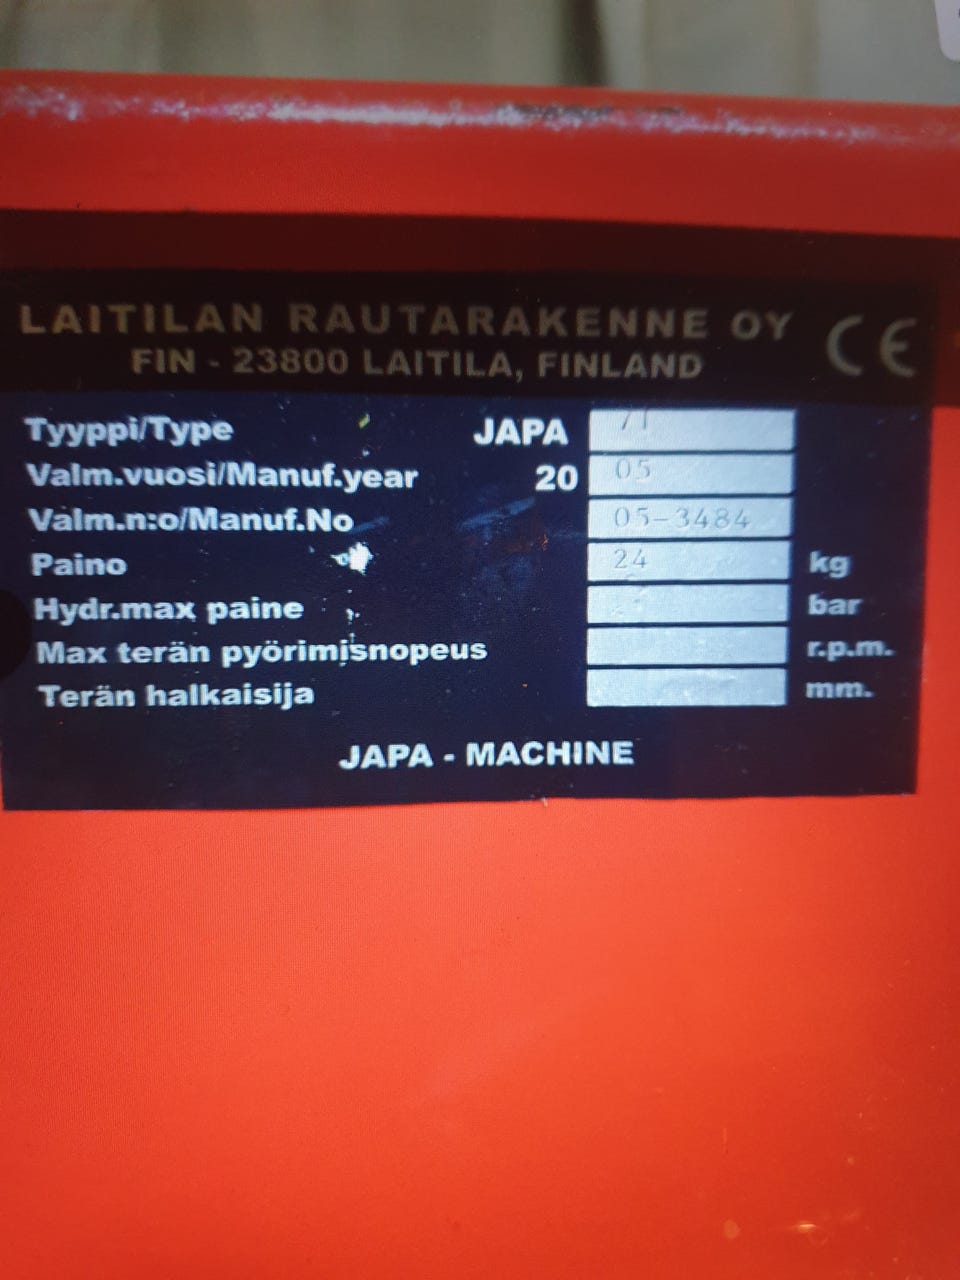 LAITILAN RAUTARAKENNE OY CE
FIN - 23800 LAITILA, FINLAND
Tyyppi/Type JAPA
Valm.vuosi/Manuf.year 20 05
Valm.n:o/Manuf.No 05-3484
Paino 24 kg
Hydr.max paine bar
Max terän pyörimisnopeus r.p.m.
Terän halkaisija mm.
JAPA - MACHINE